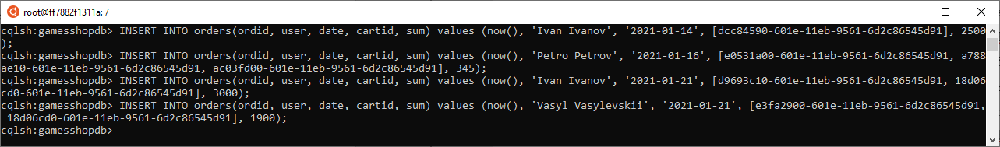 root@ff7882f1311a: /
cqlsh:gamesshopdb> INSERT INTO orders(ordid, user, date, cartid, sum) values (now(), 'Ivan Ivanov', '2021-01-14', [dcc84590-601e-11eb-9561-6d2c86545d91], 2500
);
cqlsh:gamesshopdb> INSERT INTO orders(ordid, user, date, cartid, sum) values (now(), 'Petro Petrov', '2021-01-16', [e0531a00-601e-11eb-9561-6d2c86545d91, a788
ae10-601e-11eb-9561-6d2c86545d91, ac03fd00-601e-11eb-9561-6d2c86545d91], 345);
cqlsh:gamesshopdb> INSERT INTO orders(ordid, user, date, cartid, sum) values (now(), 'Ivan Ivanov', '2021-01-21', [d9693c10-601e-11eb-9561-6d2c86545d91, 18d06
cd0-601e-11eb-9561-6d2c86545d91], 3000);
cqlsh:gamesshopdb> INSERT INTO orders(ordid, user, date, cartid, sum) values (now(), 'Vasyl Vasylevskii', '2021-01-21', [e3fa2900-601e-11eb-9561-6d2c86545d91,
 18d06cd0-601e-11eb-9561-6d2c86545d91], 1900);
cqlsh:gamesshopdb>